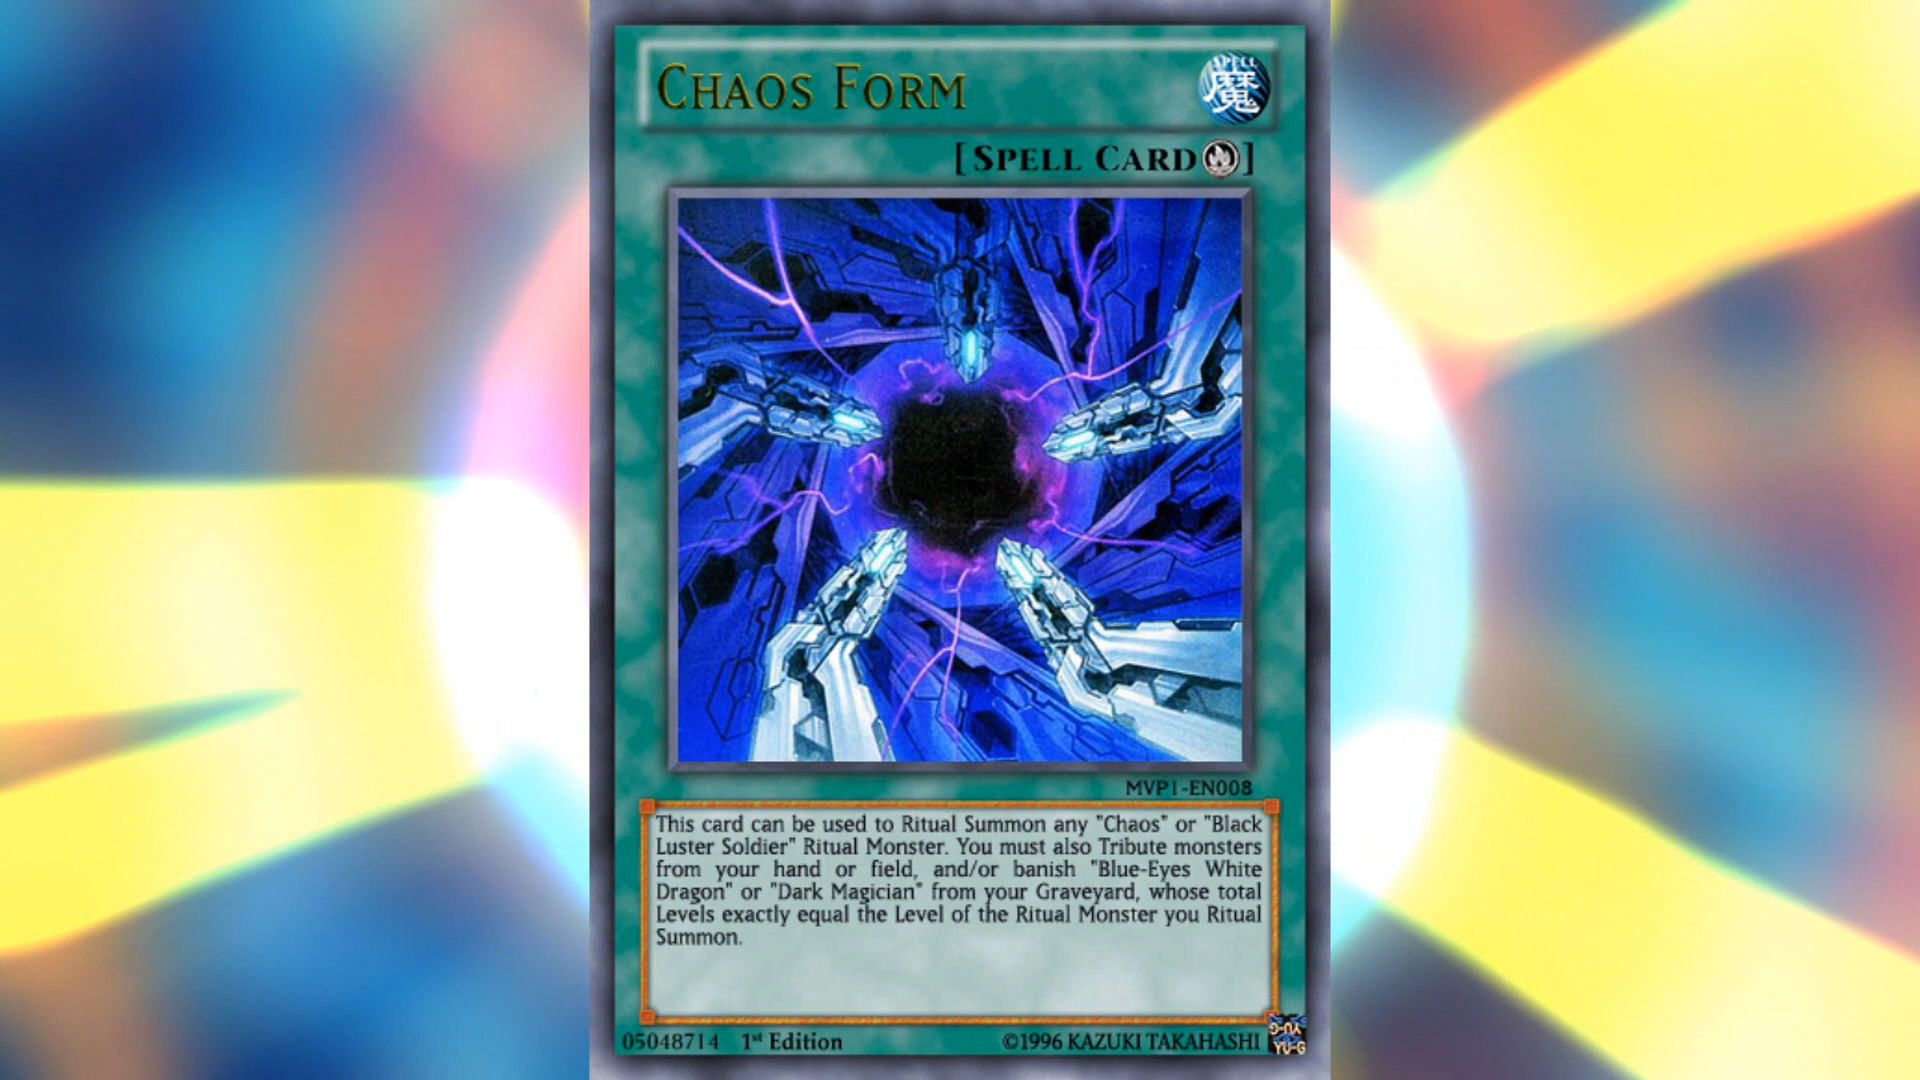 CHAOS FORM
SPELL
魔
[SPELL CARD]
MVP1-EN008
This card can be used to Ritual Summon any "Chaos" or "Black
Luster Soldier" Ritual Monster. You must also Tribute monsters
from your hand or field, and/or banish "Blue-Eyes White
Dragon" or "Dark Magician" from your Graveyard, whose total
Levels exactly equal the Level of the Ritual Monster you Ritual
Summon.
05048714 1st Edition ©1996 KAZUKI TAKAHASHI
YU-G